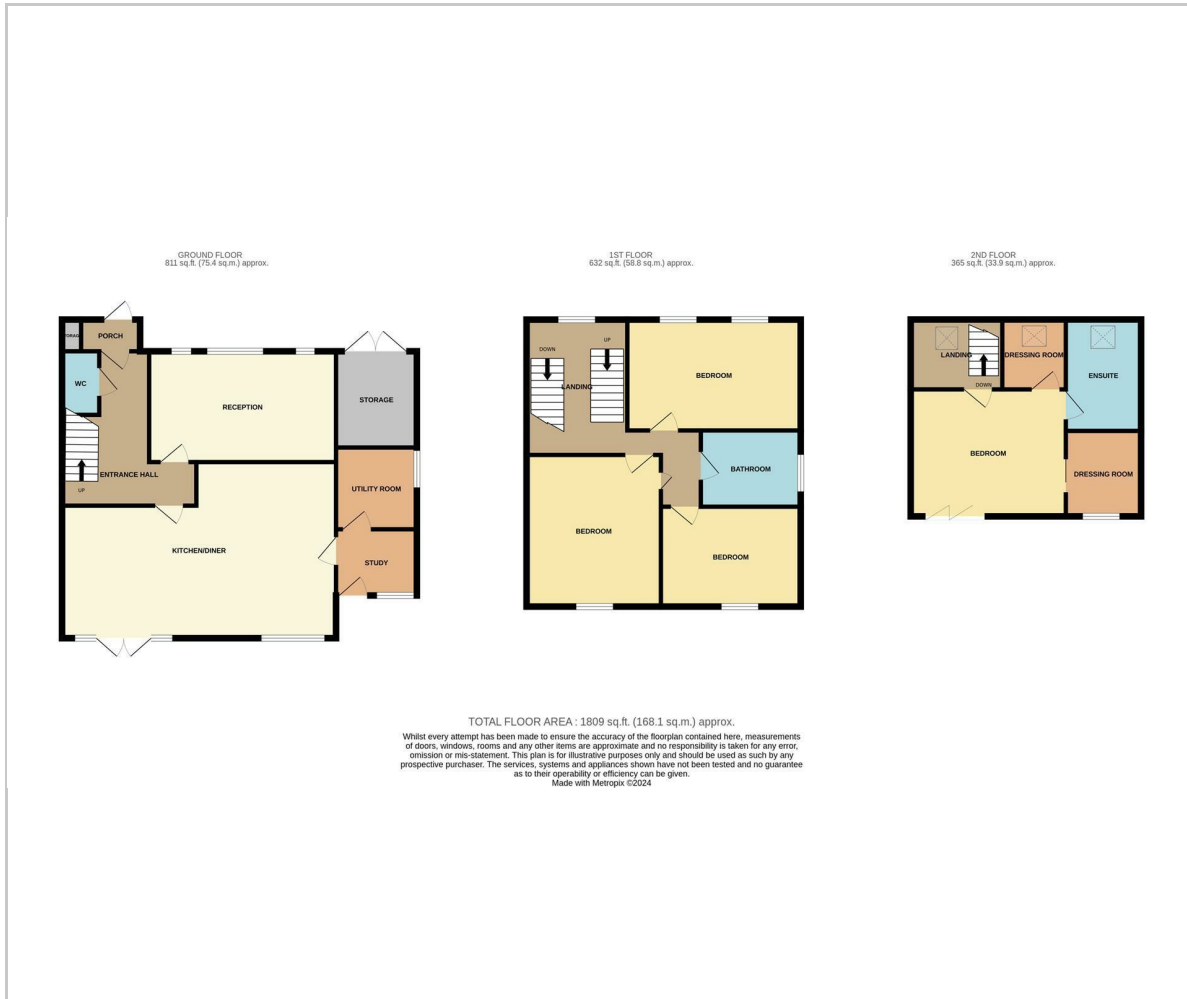 GROUND FLOOR
811 sq.ft. (75.4 sq.m.) approx.
STORAGE
PORCH
WC
RECEPTION
STORAGE
ENTRANCE HALL
UP
UTILITY ROOM
KITCHEN/DINER
STUDY
1ST FLOOR
632 sq.ft. (58.8 sq.m.) approx.
DOWN
UP
LANDING
BEDROOM
BATHROOM
BEDROOM
BEDROOM
2ND FLOOR
365 sq.ft. (33.9 sq.m.) approx.
LANDING
DRESSING ROOM
ENSUITE
DOWN
BEDROOM
DRESSING ROOM
TOTAL FLOOR AREA : 1809 sq.ft. (168.1 sq.m.) approx.
Whilst every attempt has been made to ensure the accuracy of the floorplan contained here, measurements
of doors, windows, rooms and any other items are approximate and no responsibility is taken for any error,
omission or mis-statement. This plan is for illustrative purposes only and should be used as such by any
prospective purchaser. The services, systems and appliances shown have not been tested and no guarantee
as to their operability or efficiency can be given.
Made with Metropix ©2024